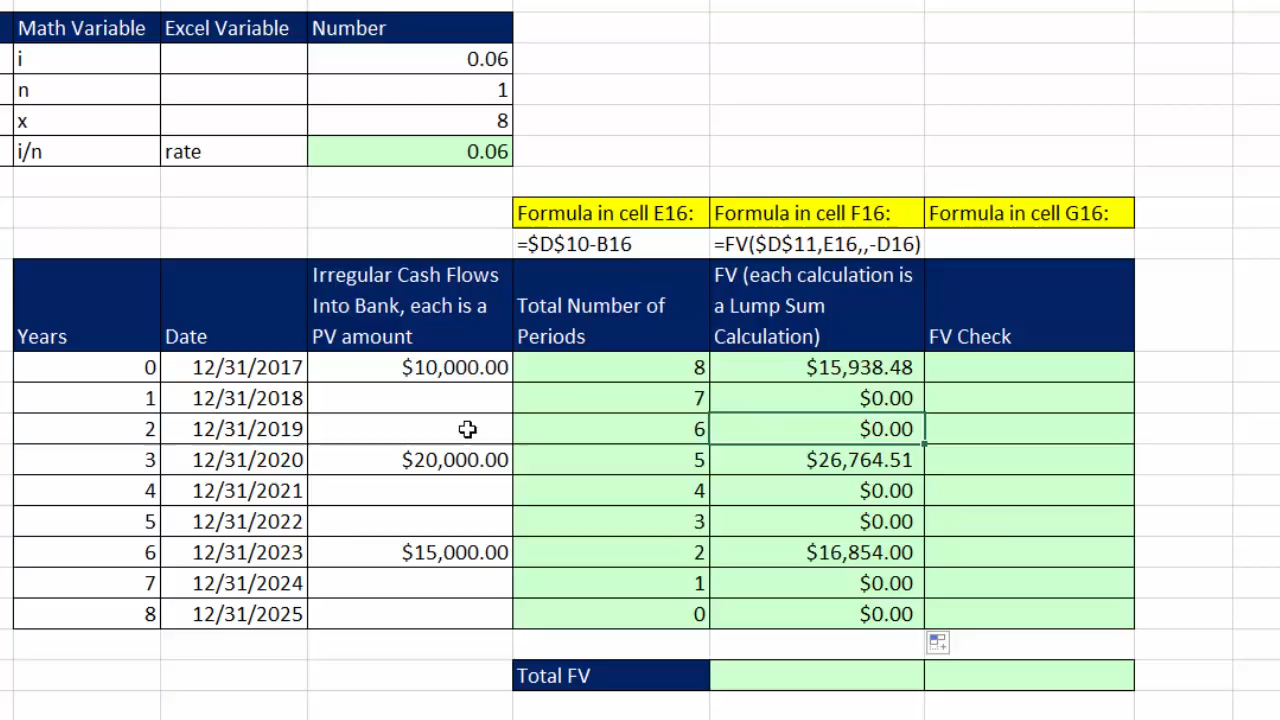 Math Variable Excel Variable Number
i 0.06
n 1
x 8
i/n rate 0.06
Formula in cell E16: Formula in cell F16: Formula in cell G16:
=$D$10-B16 =FV($D$11,E16,,-D16)
Years
Date
Irregular Cash Flows
Into Bank, each is a
PV amount
Total Number of
Periods
FV (each calculation is
a Lump Sum
Calculation)
FV Check
0 12/31/2017 $10,000.00 8 $15,938.48
1 12/31/2018 7 $0.00
2 12/31/2019 6 $0.00
3 12/31/2020 $20,000.00 5 $26,764.51
4 12/31/2021 4 $0.00
5 12/31/2022 3 $0.00
6 12/31/2023 $15,000.00 2 $16,854.00
7 12/31/2024 1 $0.00
8 12/31/2025 0 $0.00
Total FV